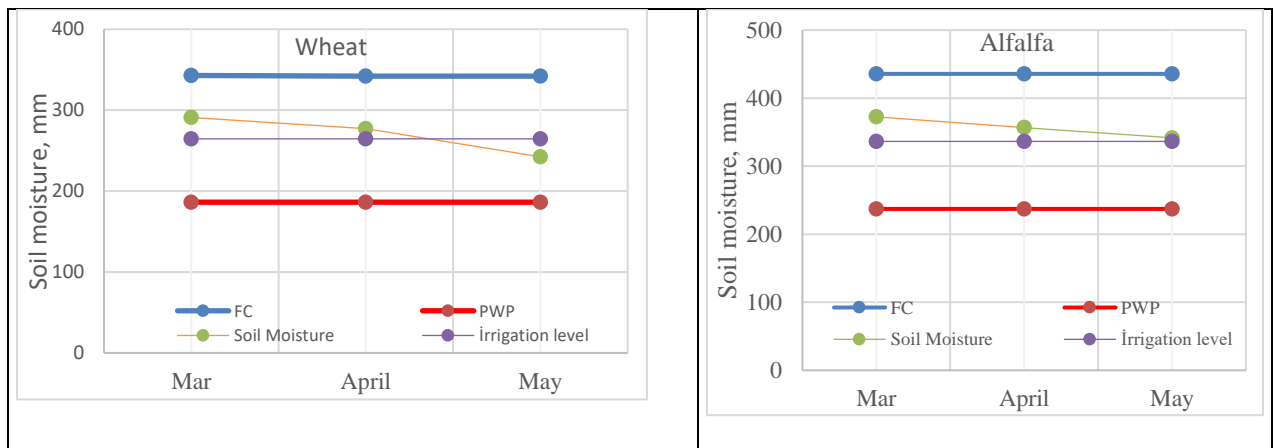 Wheat
Soil moisture, mm
400
300
200
100
0
FC
PWP
Soil Moisture
İrrigation level
Mar
April
May
Alfalfa
Soil moisture, mm
500
400
300
200
100
0
FC
PWP
Soil Moisture
İrrigation level
Mar
April
May